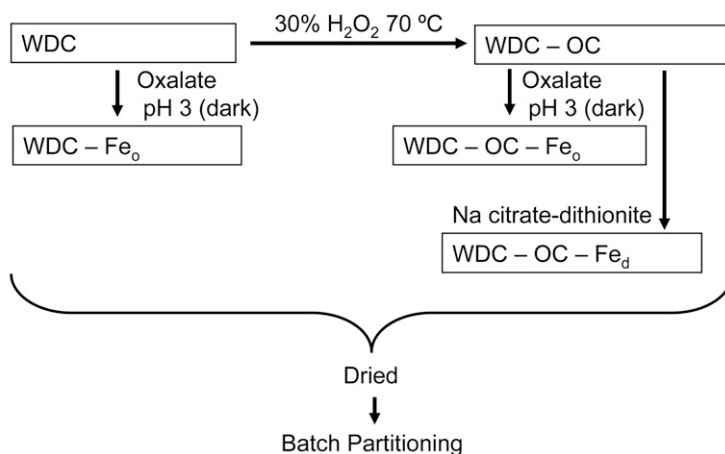 30% H₂O₂ 70 ºC
WDC
WDC – OC
Oxalate
pH 3 (dark)
Oxalate
pH 3 (dark)
WDC – Feₒ
WDC – OC – Feₒ
Na citrate-dithionite
WDC – OC – Fe_d
Dried
Batch Partitioning